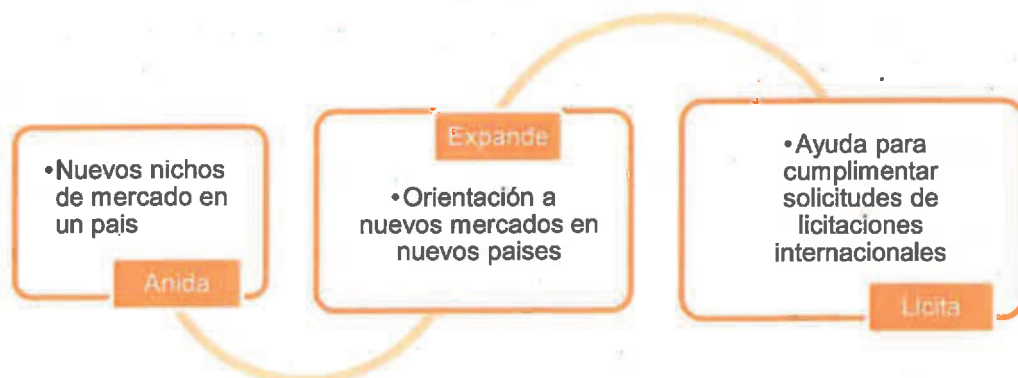 •Nuevos nichos
de mercado en
un pais
Anida
Expande
•Orientación a
nuevos mercados en
nuevos paises
•Ayuda para
cumplimentar
solicitudes de
licitaciones
internacionales
Licita